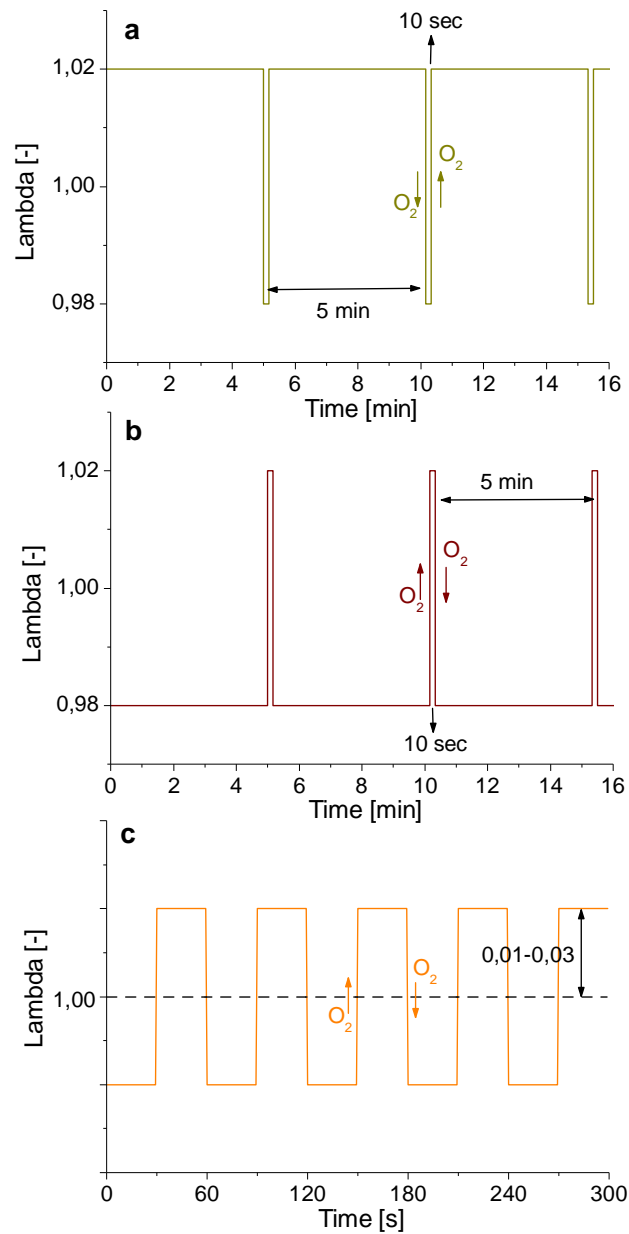 a
10 sec
1,02
1,00
0,98
Lambda [-]
O2
O2
5 min
0 2 4 6 8 10 12 14 16
Time [min]
b
1,02
1,00
0,98
Lambda [-]
5 min
O2
O2
10 sec
0 2 4 6 8 10 12 14 16
Time [min]
c
Lambda [-]
1,00
0,01-0,03
O2
O2
0 60 120 180 240 300
Time [s]